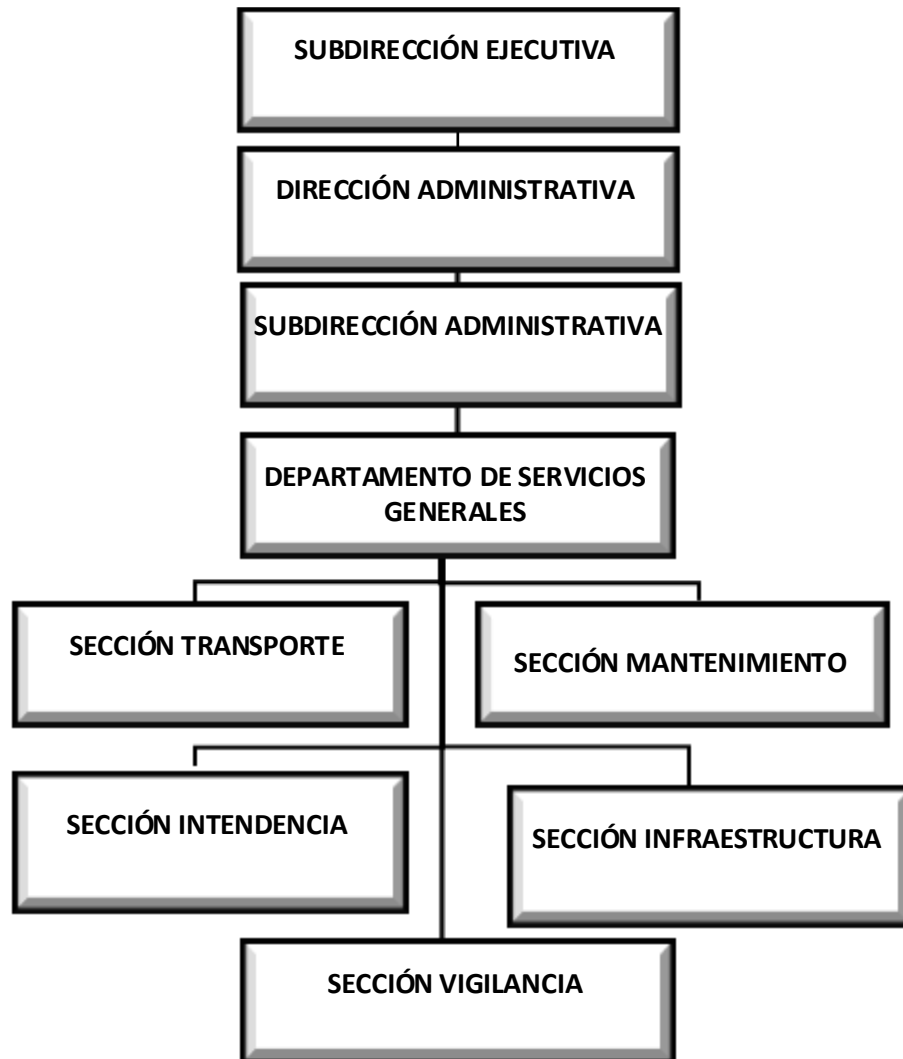 SUBDIRECCIÓN EJECUTIVA
DIRECCIÓN ADMINISTRATIVA
SUBDIRECCIÓN ADMINISTRATIVA
DEPARTAMENTO DE SERVICIOS
GENERALES
SECCIÓN TRANSPORTE
SECCIÓN MANTENIMIENTO
SECCIÓN INTENDENCIA
SECCIÓN INFRAESTRUCTURA
SECCIÓN VIGILANCIA